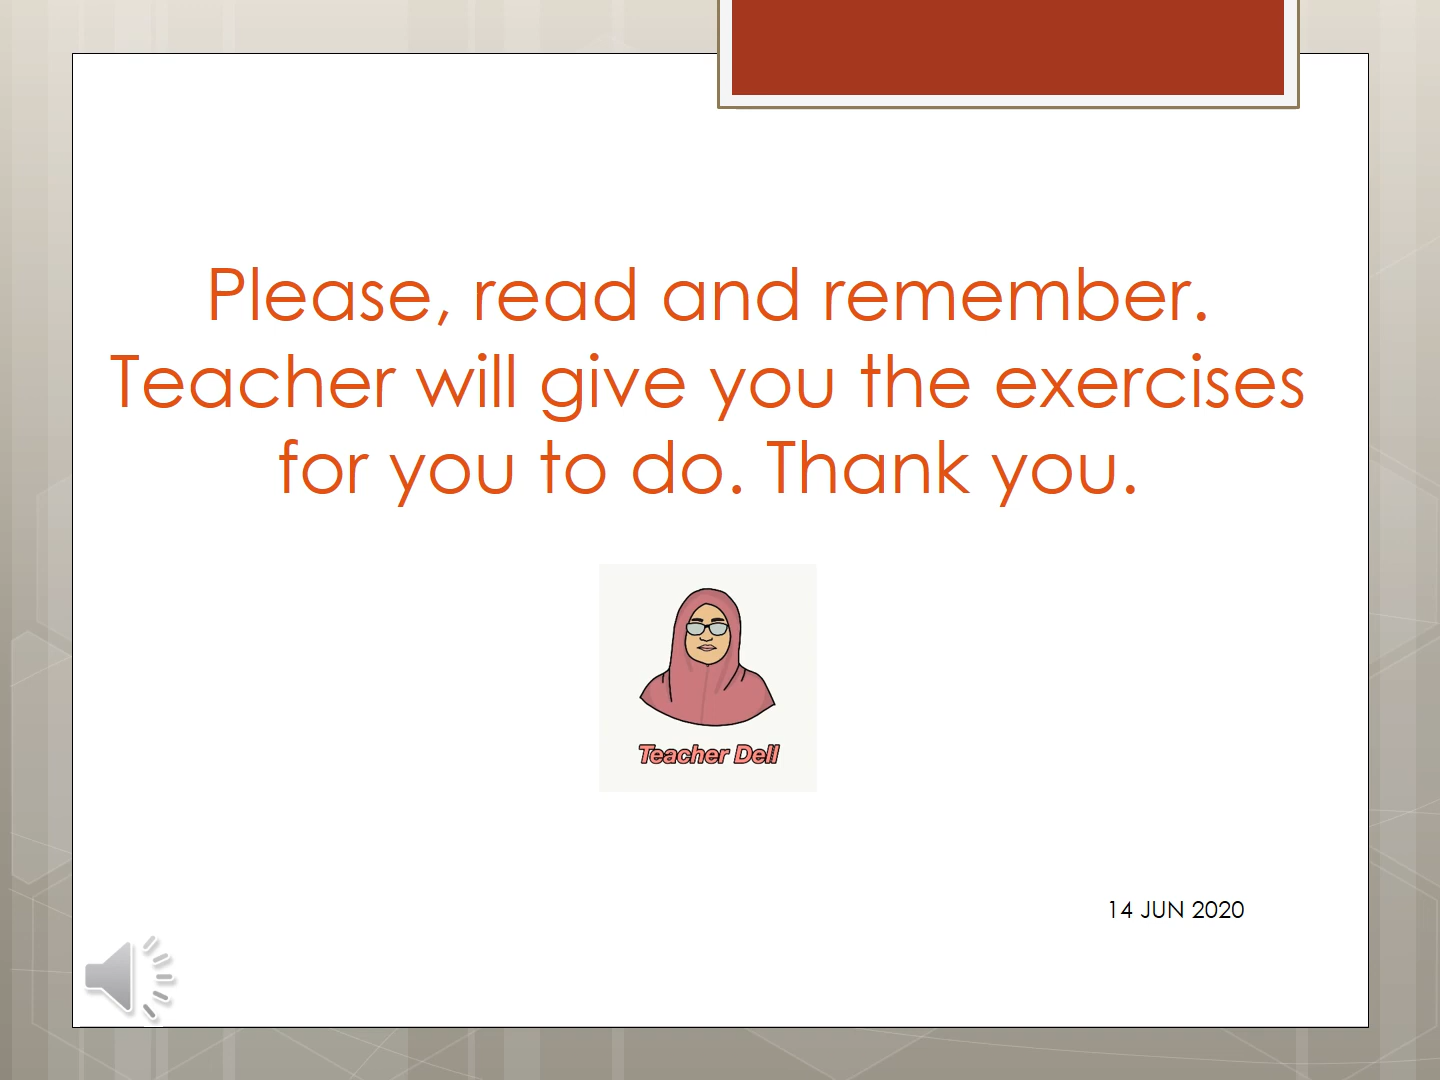 Please, read and remember.
Teacher will give you the exercises
for you to do. Thank you.
Teacher Dell
14 JUN 2020